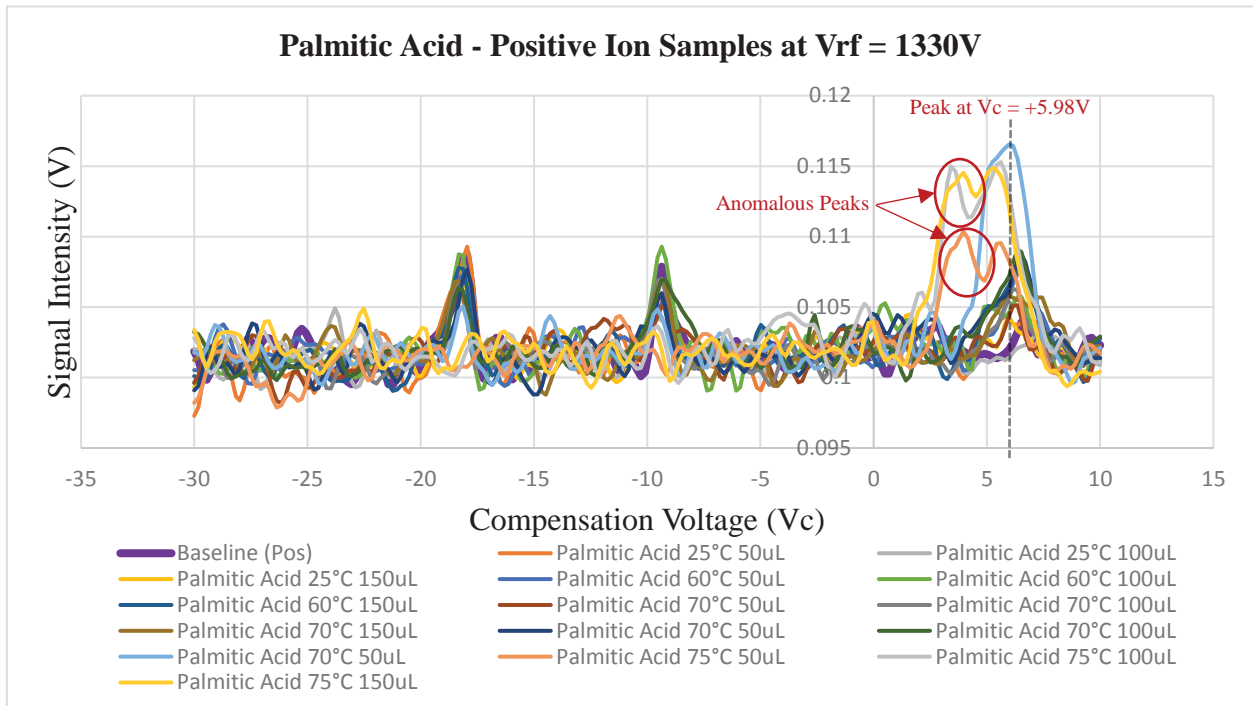 Palmitic Acid - Positive Ion Samples at Vrf = 1330V
0.12
Peak at Vc = +5.98V
0.115
Anomalous Peaks
0.11
0.105
0.1
0.095
Signal Intensity (V)
-35 -30 -25 -20 -15 -10 -5 0 5 10 15
Compensation Voltage (Vc)
Baseline (Pos) Palmitic Acid 25°C 50uL Palmitic Acid 25°C 100uL
Palmitic Acid 25°C 150uL Palmitic Acid 60°C 50uL Palmitic Acid 60°C 100uL
Palmitic Acid 60°C 150uL Palmitic Acid 70°C 50uL Palmitic Acid 70°C 100uL
Palmitic Acid 70°C 150uL Palmitic Acid 70°C 50uL Palmitic Acid 70°C 100uL
Palmitic Acid 70°C 50uL Palmitic Acid 75°C 50uL Palmitic Acid 75°C 100uL
Palmitic Acid 75°C 150uL